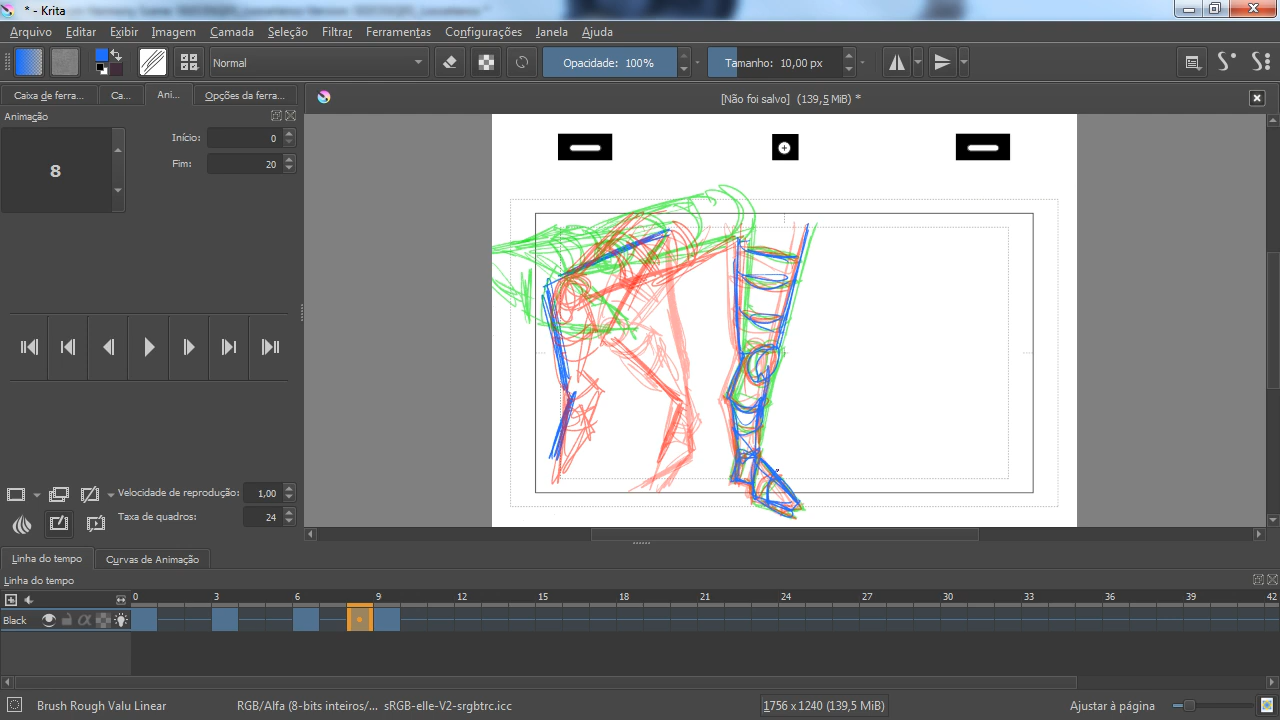 * - Krita
Arquivo Editar Exibir Imagem Camada Seleção Filtrar Ferramentas Configurações Janela Ajuda
Normal Opacidade: 100% Tamanho: 10,00 px
Caixa de ferra... Ca... Ani... Opções da ferra...
[Não foi salvo] (139,5 MiB) *
Animação
Início: 0
8
Fim: 20
Velocidade de reprodução: 1,00
Taxa de quadros: 24
Linha do tempo Curvas de Animação
Linha do tempo
0 3 6 9 12 15 18 21 24 27 30 33 36 39 42
Black
Brush Rough Valu Linear RGB/Alfa (8-bits inteiros/... sRGB-elle-V2-srgbtrc.icc 1756 x 1240 (139,5 MiB) Ajustar à página